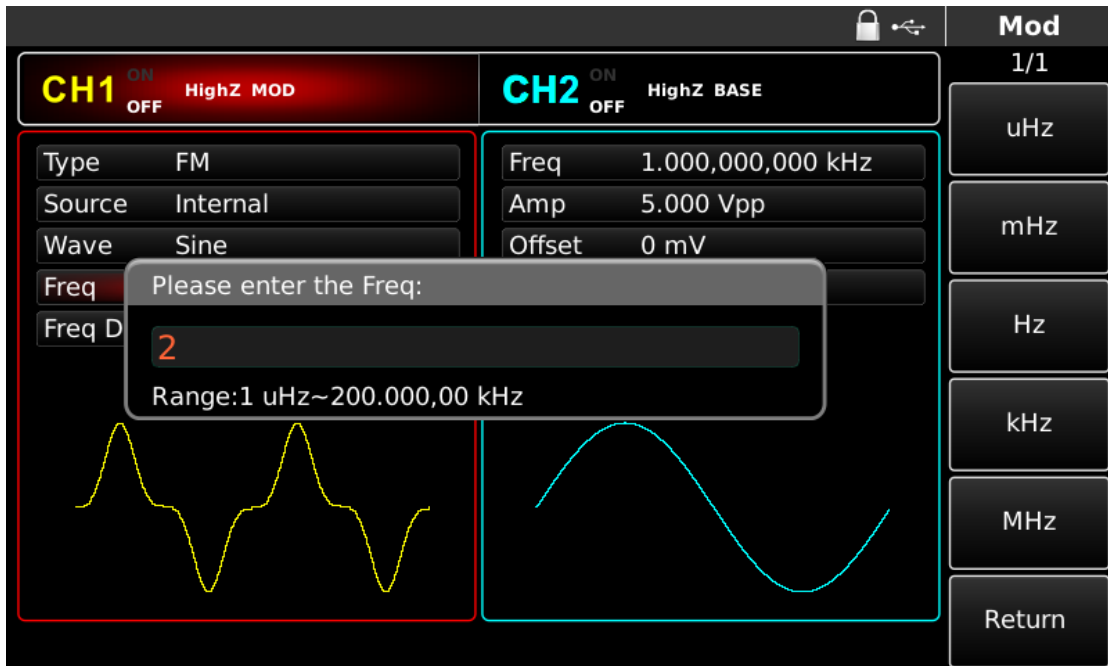 Mod
1/1
CH1 ON OFF HighZ MOD
CH2 ON OFF HighZ BASE
Type FM
Source Internal
Wave Sine
Freq
Freq D
Freq 1.000,000,000 kHz
Amp 5.000 Vpp
Offset 0 mV
Please enter the Freq:
2
Range:1 uHz~200.000,00 kHz
uHz
mHz
Hz
kHz
MHz
Return